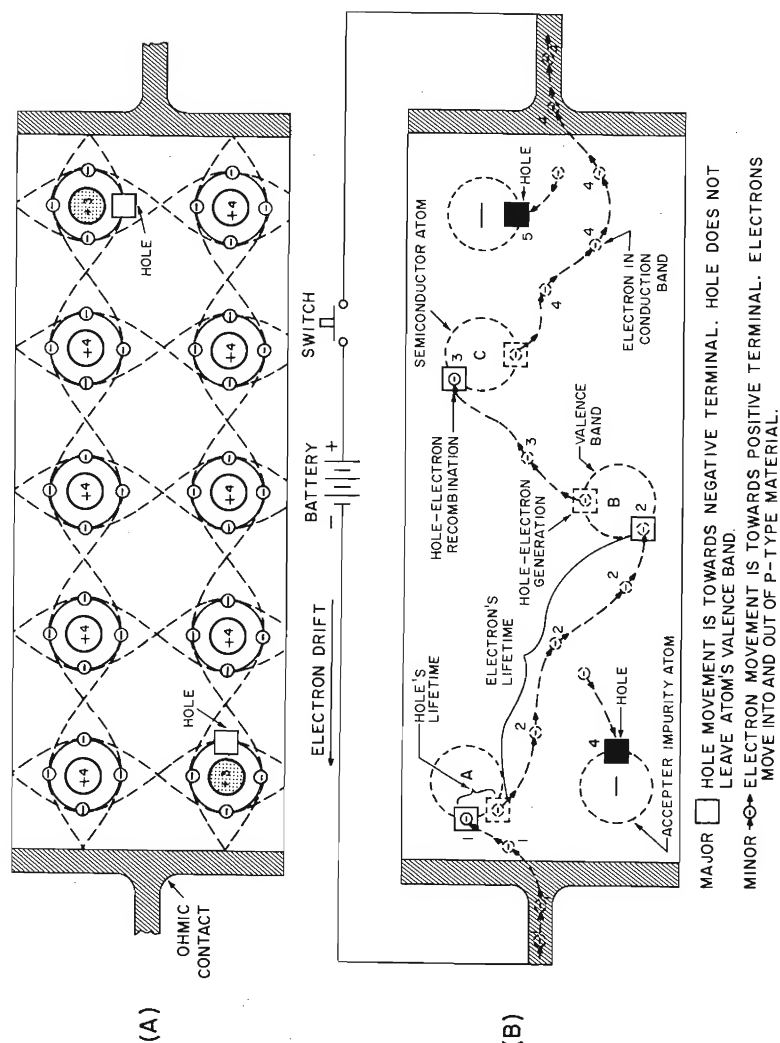 (A)
OHMIC
CONTACT
+4
+4
+4
+4
+3
HOLE
HOLE
+3
+4
+4
+4
+4
ELECTRON DRIFT
BATTERY
− +
SWITCH
(B)
HOLE'S
LIFETIME
ELECTRON'S
LIFETIME
HOLE-ELECTRON
RECOMBINATION
HOLE-ELECTRON
GENERATION
SEMICONDUCTOR ATOM
VALENCE
BAND
ELECTRON IN
CONDUCTION
BAND
HOLE
HOLE
ACCEPTER IMPURITY ATOM
A
B
C
1
1
2
2
2
2
3
3
4
4
4
4
4
4
5
MAJOR HOLE MOVEMENT IS TOWARDS NEGATIVE TERMINAL. HOLE DOES NOT
LEAVE ATOM'S VALENCE BAND.
MINOR ELECTRON MOVEMENT IS TOWARDS POSITIVE TERMINAL. ELECTRONS
MOVE INTO AND OUT OF P-TYPE MATERIAL.